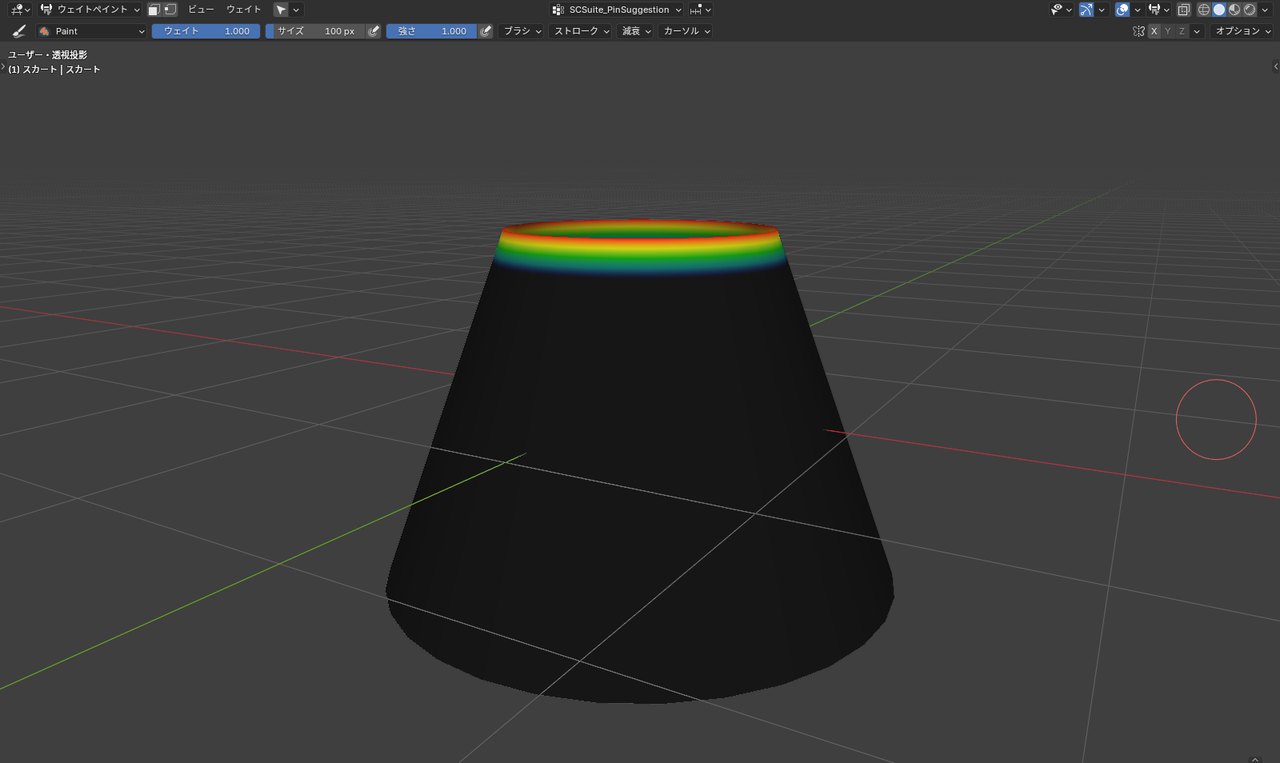 ウェイトペイント ビュー ウェイト SCSuite_PinSuggestion
Paint ウェイト 1.000 サイズ 100 px 強さ 1.000 ブラシ ストローク 減衰 カーソル X Y Z オプション
ユーザー・透視投影
(1) スカート | スカート